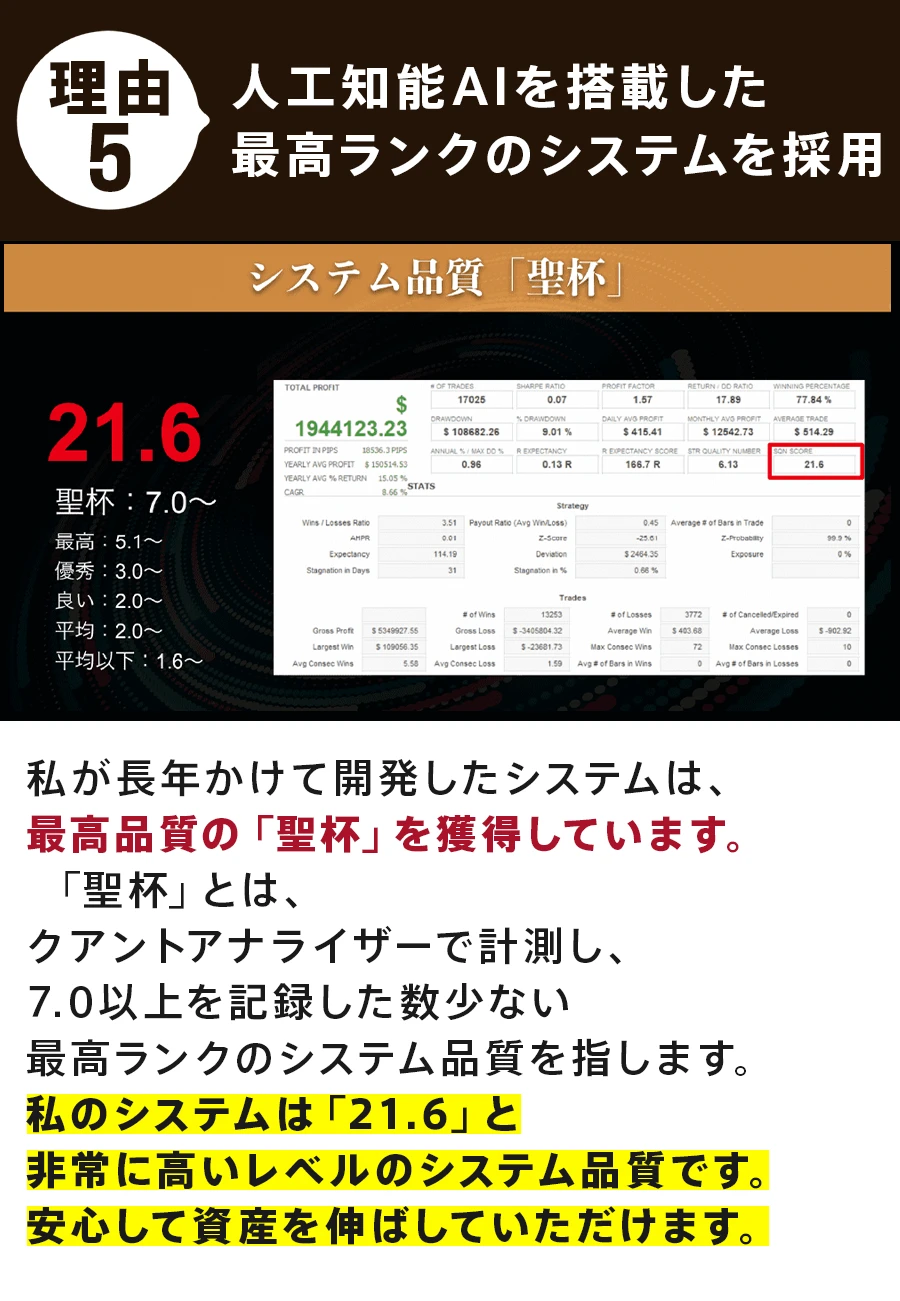 理由
5
人工知能AIを搭載した
最高ランクのシステムを採用
システム品質「聖杯」
21.6
聖杯：7.0〜
最高：5.1〜
優秀：3.0〜
良い：2.0〜
平均：2.0〜
平均以下：1.6〜
TOTAL PROFIT
$
1944123.23
PROFIT IN PIPS 18536.3 PIPS
YEARLY AVG PROFIT $ 150514.53
YEARLY AVG % RETURN 15.05 %
CAGR 8.66 %
# OF TRADES SHARPE RATIO PROFIT FACTOR RETURN / DD RATIO WINNING PERCENTAGE
17025 0.07 1.57 17.89 77.84 %
DRAWDOWN % DRAWDOWN DAILY AVG PROFIT MONTHLY AVG PROFIT AVERAGE TRADE
$ 108682.26 9.01 % $ 415.41 $ 12542.73 $ 514.29
ANNUAL % / MAX DD % R EXPECTANCY R EXPECTANCY SCORE STR QUALITY NUMBER SQN SCORE
0.96 0.13 R 166.7 R 6.13 21.6
STATS
Strategy
Wins / Losses Ratio 3.51 Payout Ratio (Avg Win/Loss) 0.45 Average # of Bars in Trade 0
AHPR 0.01 Z-Score -25.61 Z-Probability 99.9 %
Expectancy 114.19 Deviation $ 2464.35 Exposure 0 %
Stagnation in Days 31 Stagnation in % 0.66 %
Trades
# of Wins 13253 # of Losses 3772 # of Cancelled/Expired 0
Gross Profit $ 5349927.55 Gross Loss $ -3405804.32 Average Win $ 403.68 Average Loss $ -902.92
Largest Win $ 109056.35 Largest Loss $ -23681.73 Max Consec Wins 72 Max Consec Losses 10
Avg Consec Wins 5.58 Avg Consec Loss 1.59 Avg # of Bars in Wins 0 Avg # of Bars in Losses 0
私が長年かけて開発したシステムは、
最高品質の「聖杯」を獲得しています。
「聖杯」とは、
クアントアナライザーで計測し、
7.0以上を記録した数少ない
最高ランクのシステム品質を指します。
私のシステムは「21.6」と
非常に高いレベルのシステム品質です。
安心して資産を伸ばしていただけます。